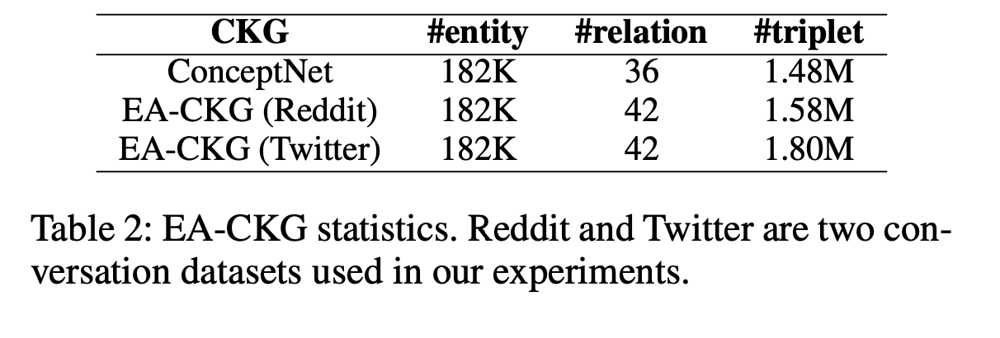 CKG #entity #relation #triplet
ConceptNet 182K 36 1.48M
EA-CKG (Reddit) 182K 42 1.58M
EA-CKG (Twitter) 182K 42 1.80M
Table 2: EA-CKG statistics. Reddit and Twitter are two con-
versation datasets used in our experiments.